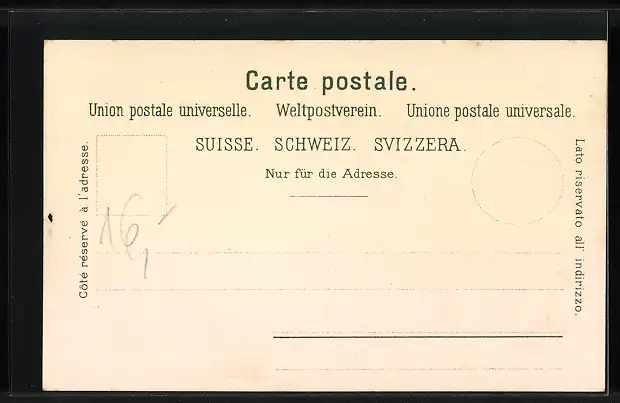 Carte postale.
Union postale universelle. Weltpostverein. Unione postale universale.
SUISSE. SCHWEIZ. SVIZZERA.
Nur für die Adresse.
Côté réservé à l'adresse.
Lato riservato all' indirizzo.
16,-